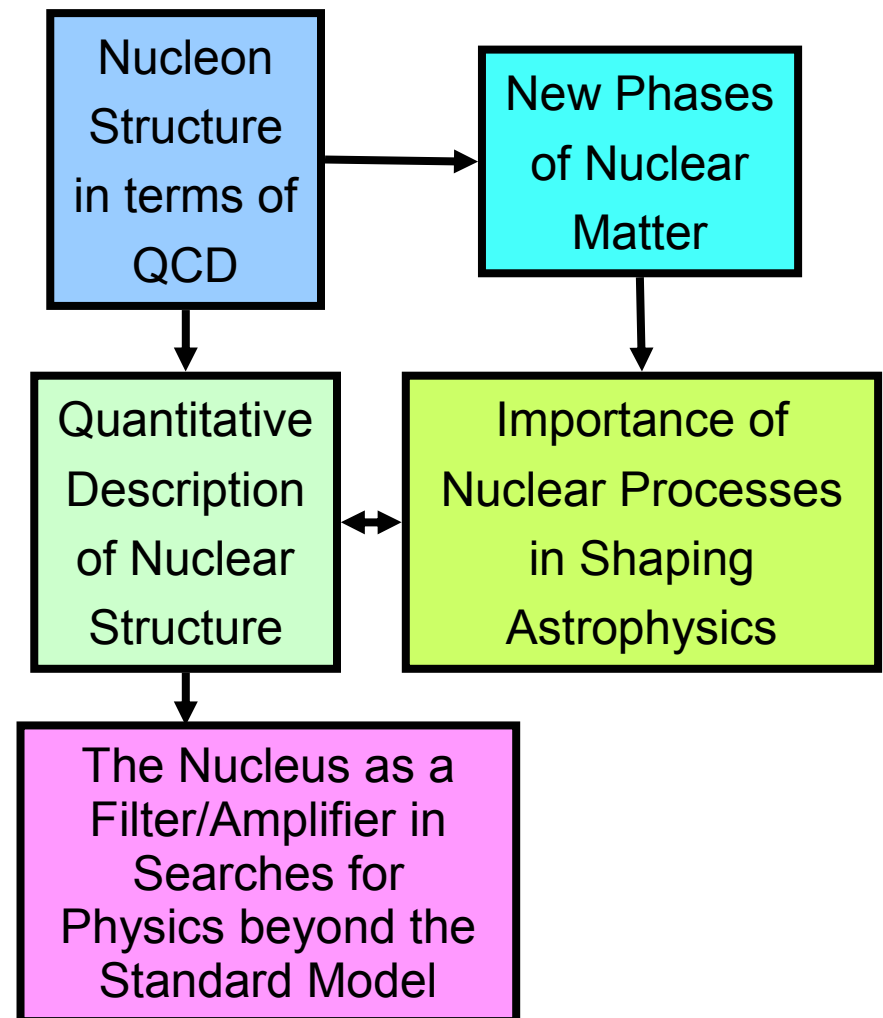 Nucleon
Structure
in terms of
QCD
New Phases
of Nuclear
Matter
Quantitative
Description
of Nuclear
Structure
Importance of
Nuclear Processes
in Shaping
Astrophysics
The Nucleus as a
Filter/Amplifier in
Searches for
Physics beyond the
Standard Model